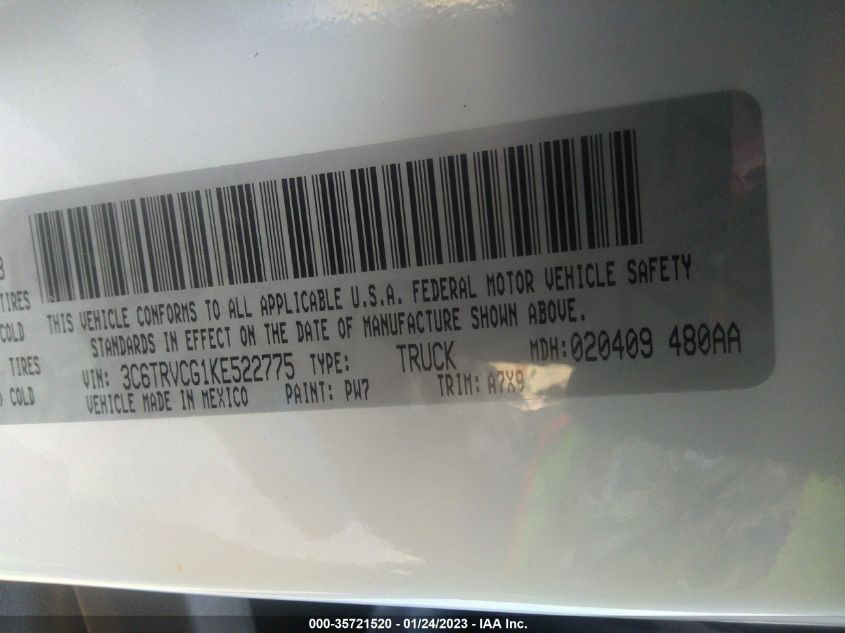 3
TIRES
COLD
TIRES
COLD
THIS VEHICLE CONFORMS TO ALL APPLICABLE U.S.A. FEDERAL MOTOR VEHICLE SAFETY
STANDARDS IN EFFECT ON THE DATE OF MANUFACTURE SHOWN ABOVE.
VIN: 3C6TRVCG1KE522775 TYPE: TRUCK MDH:020409 480AA
VEHICLE MADE IN MEXICO PAINT: PW7 TRIM: A7X9
000-35721520 - 01/24/2023 - IAA Inc.